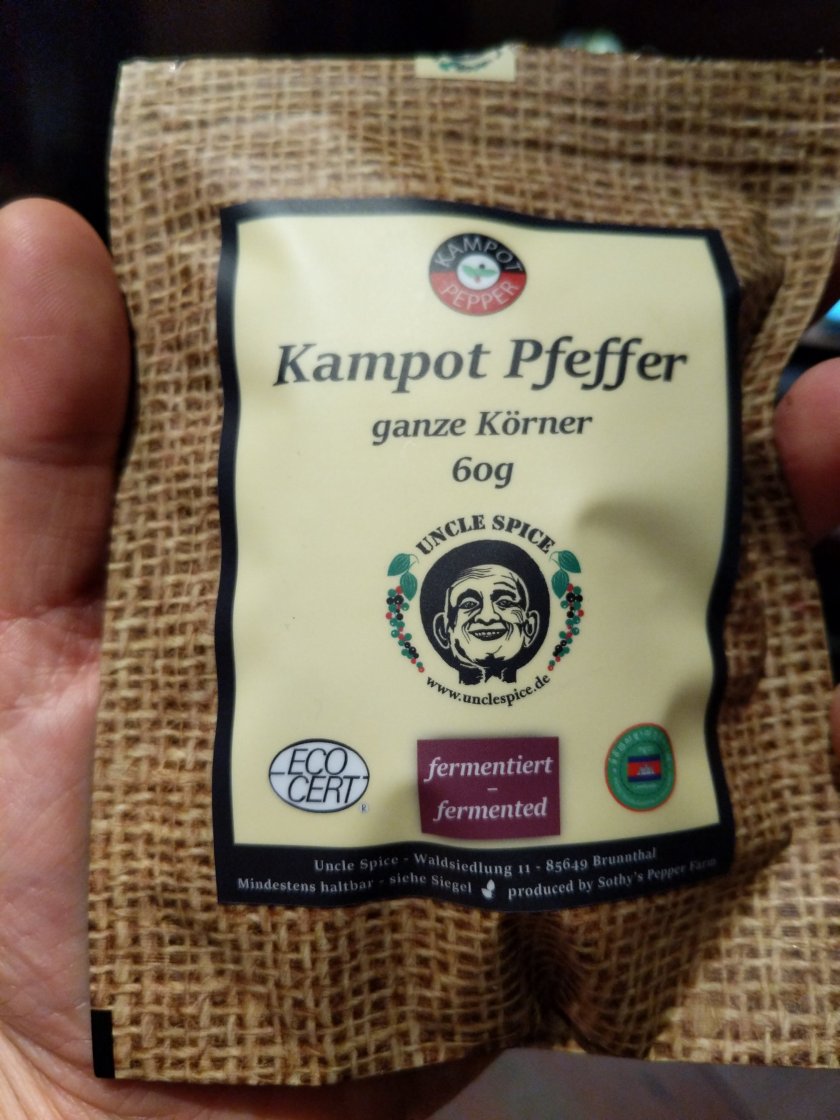 KAMPOT
PEPPER
Kampot Pfeffer
ganze Körner
60g
UNCLE SPICE
www.unclespice.de
ECO
CERT
R
fermentiert
–
fermented
Uncle Spice - Waldsiedlung 11 - 85649 Brunnthal
Mindestens haltbar - siehe Siegel produced by Sothy's Pepper Farm